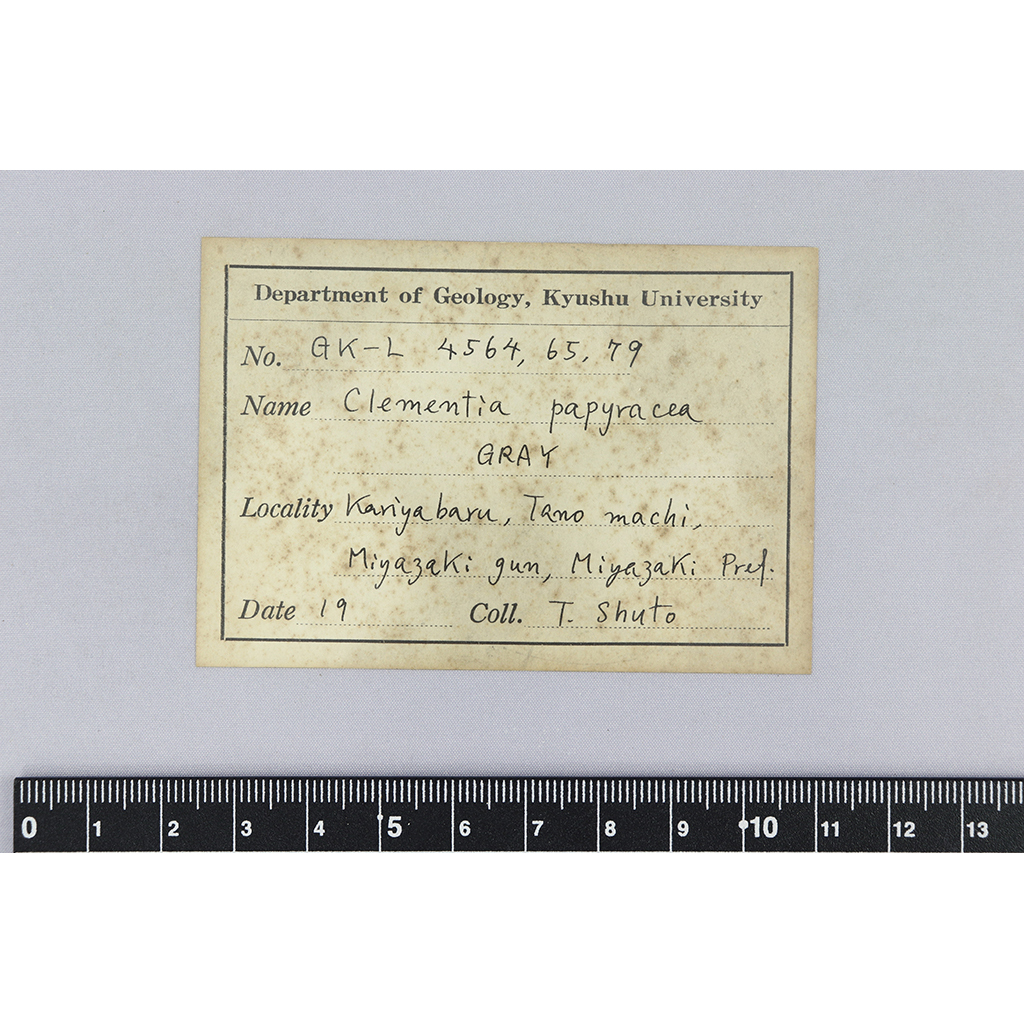 Department of Geology, Kyushu University
No. GK-L 4564, 65, 79
Name Clementia papyracea
GRAY
Locality Kariyabaru, Tano machi,
Miyazaki gun, Miyazaki Pref.
Date 19 Coll. T. Shuto
0 1 2 3 4 5 6 7 8 9 10 11 12 13